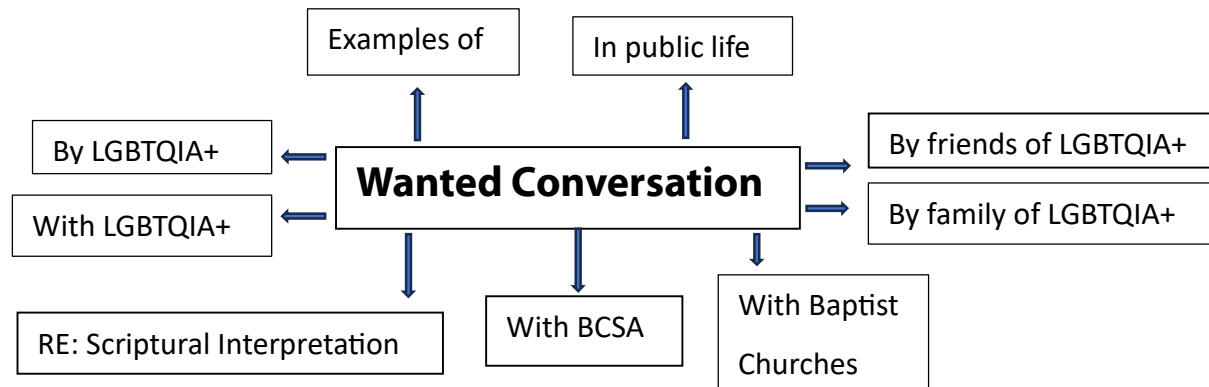 Examples of
In public life
By LGBTQIA+
By friends of LGBTQIA+
Wanted Conversation
With LGBTQIA+
By family of LGBTQIA+
RE: Scriptural Interpretation
With BCSA
With Baptist
Churches